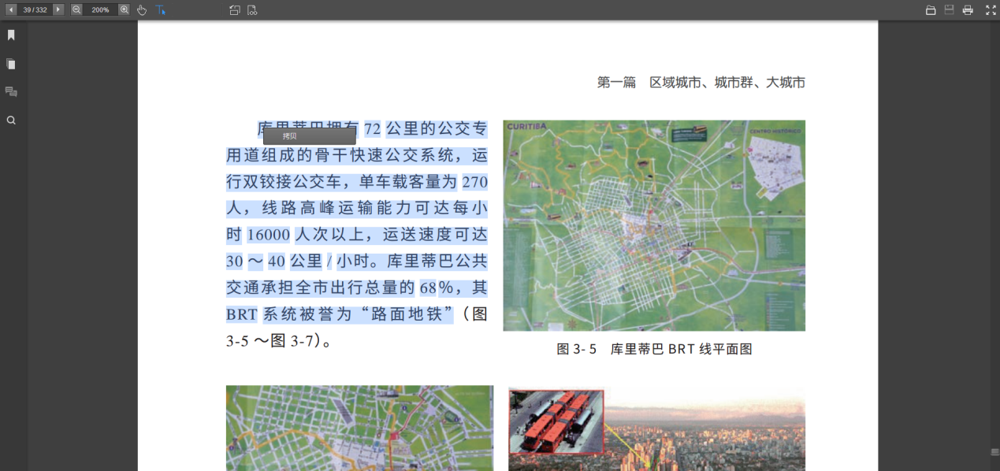 39 / 332
200%
第一篇 区域城市、城市群、大城市
库里蒂巴拥有 72 公里的公交专
拷贝
用道组成的骨干快速公交系统，运
行双铰接公交车，单车载客量为 270
人，线路高峰运输能力可达每小
时 16000 人次以上，运送速度可达
30 ～ 40 公里 / 小时。库里蒂巴公共
交通承担全市出行总量的 68%，其
BRT 系统被誉为“路面地铁”（图
3-5 ～图 3-7）。
CURITIBA
CENTRO HISTÓRICO
图 3- 5 库里蒂巴 BRT 线平面图